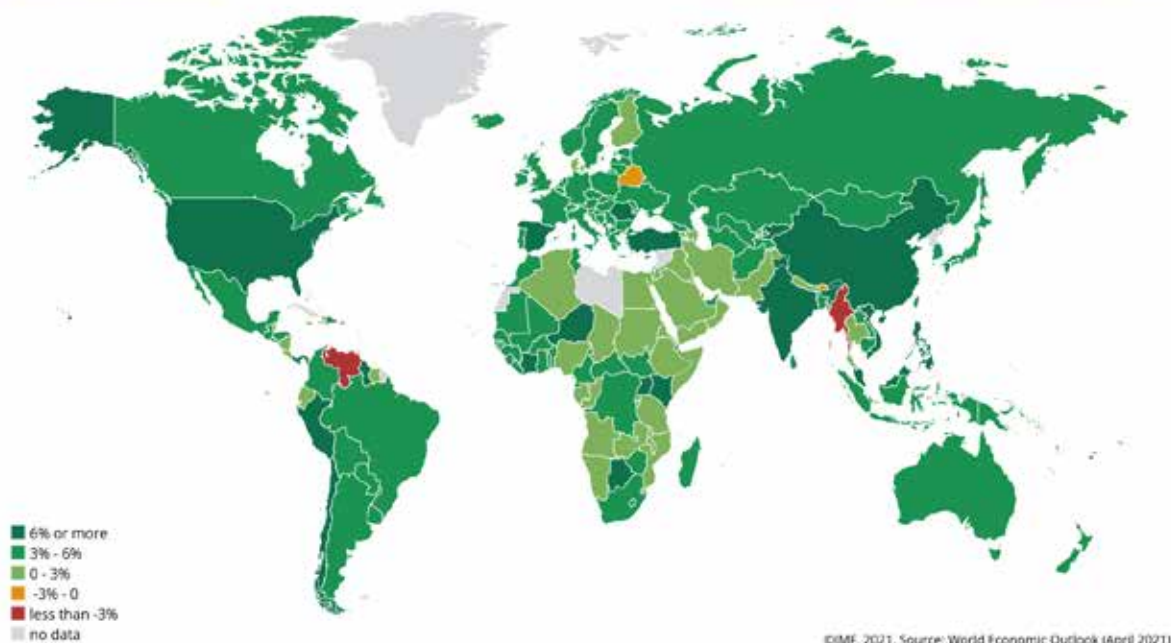 6% or more
3% - 6%
0 - 3%
-3% - 0
less than -3%
no data
©IMF, 2021, Source: World Economic Outlook (April 2021)